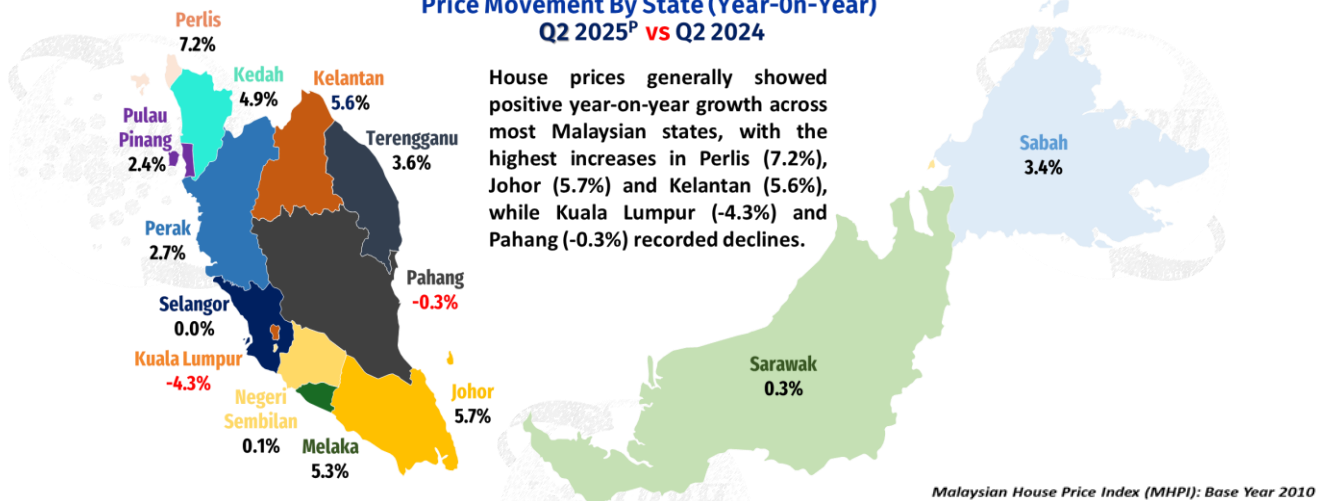 Price Movement By State (Year-0n-Year)
Q2 2025ᴾ vs Q2 2024
House prices generally showed
positive year-on-year growth across
most Malaysian states, with the
highest increases in Perlis (7.2%),
Johor (5.7%) and Kelantan (5.6%),
while Kuala Lumpur (-4.3%) and
Pahang (-0.3%) recorded declines.
Perlis
7.2%
Kedah
4.9%
Kelantan
5.6%
Pulau
Pinang
2.4%
Terengganu
3.6%
Perak
2.7%
Pahang
-0.3%
Selangor
0.0%
Kuala Lumpur
-4.3%
Negeri
Sembilan
0.1%
Melaka
5.3%
Johor
5.7%
Sabah
3.4%
Sarawak
0.3%
Malaysian House Price Index (MHPI): Base Year 2010